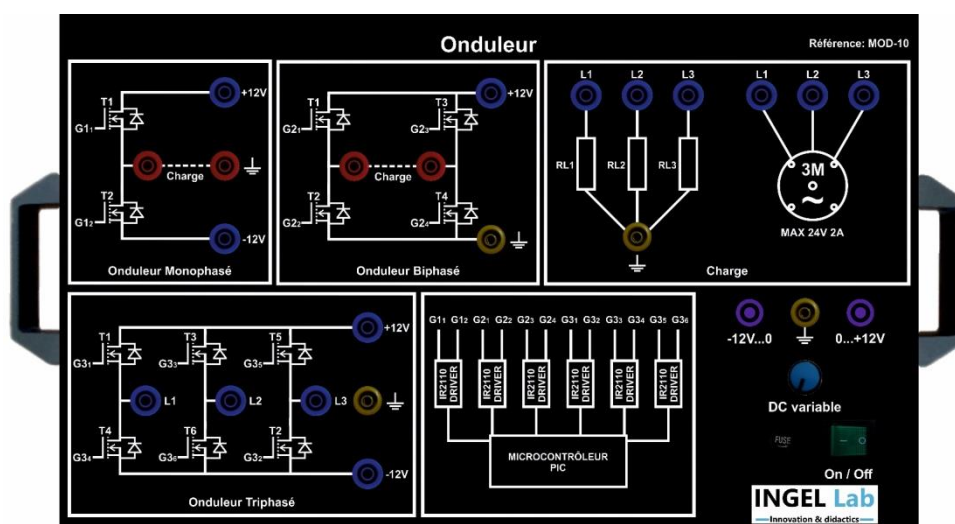 Onduleur
Référence: MOD-10
T1
G1₁
+12V
Charge
T2
G1₂
-12V
Onduleur Monophasé
T1
G2₁
T3
G2₃
+12V
Charge
T2
G2₂
T4
G2₄
Onduleur Biphasé
L1 L2 L3
RL1 RL2 RL3
L1 L2 L3
3M
~
MAX 24V 2A
Charge
T1
G3₁
T3
G3₃
T5
G3₅
+12V
L1
L2
L3
T4
G3₄
T6
G3₆
T2
G3₂
-12V
Onduleur Triphasé
G1₁ G1₂ G2₁ G2₂ G2₃ G2₄ G3₁ G3₂ G3₃ G3₄ G3₅ G3₆
IR2110 DRIVER
IR2110 DRIVER
IR2110 DRIVER
IR2110 DRIVER
IR2110 DRIVER
IR2110 DRIVER
MICROCONTRÔLEUR
PIC
-12V...0
0...+12V
DC variable
FUSE
On / Off
INGEL Lab
Innovation & didactics